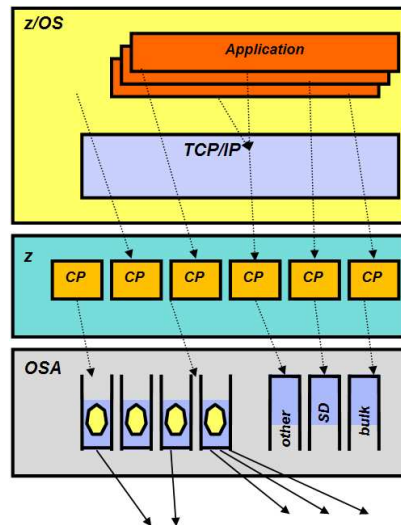 z/OS
Application
TCP/IP
z
CP CP CP CP CP CP
OSA
other
SD
bulk